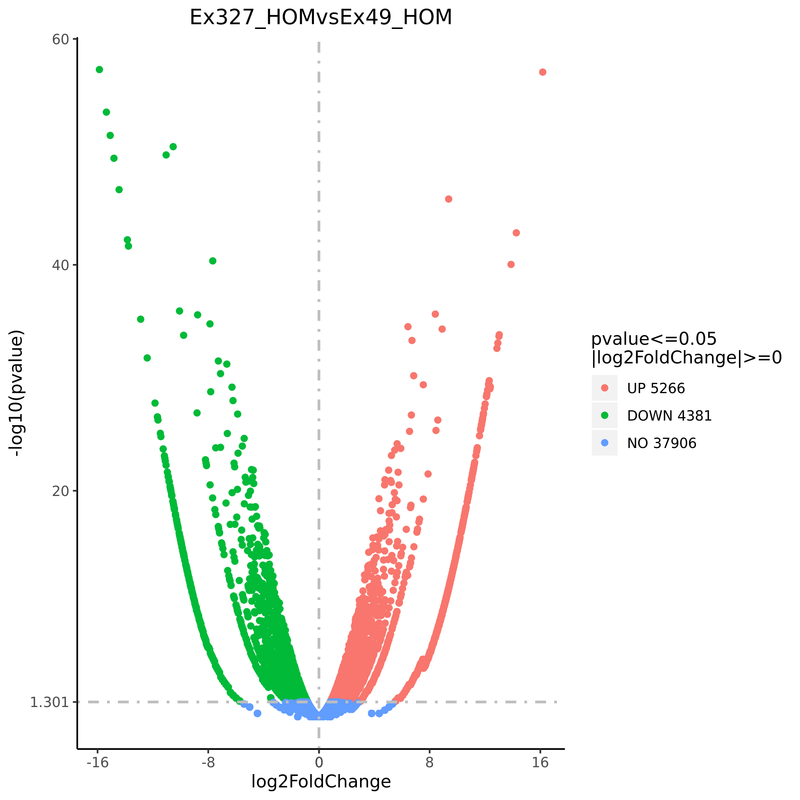 Ex327_HOMvsEx49_HOM
60
40
20
1.301
-log10(pvalue)
-16
-8
0
8
16
log2FoldChange
pvalue<=0.05
|log2FoldChange|>=0
UP 5266
DOWN 4381
NO 37906